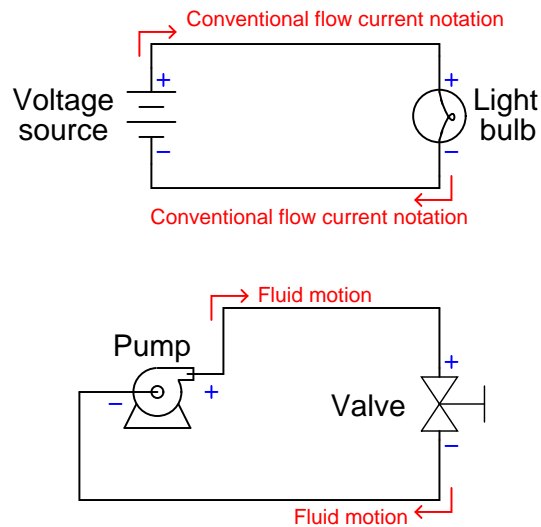 Conventional flow current notation
+
+
Voltage
source
Light
bulb
−
−
Conventional flow current notation
Fluid motion
Pump
+
−
+
Valve
−
Fluid motion